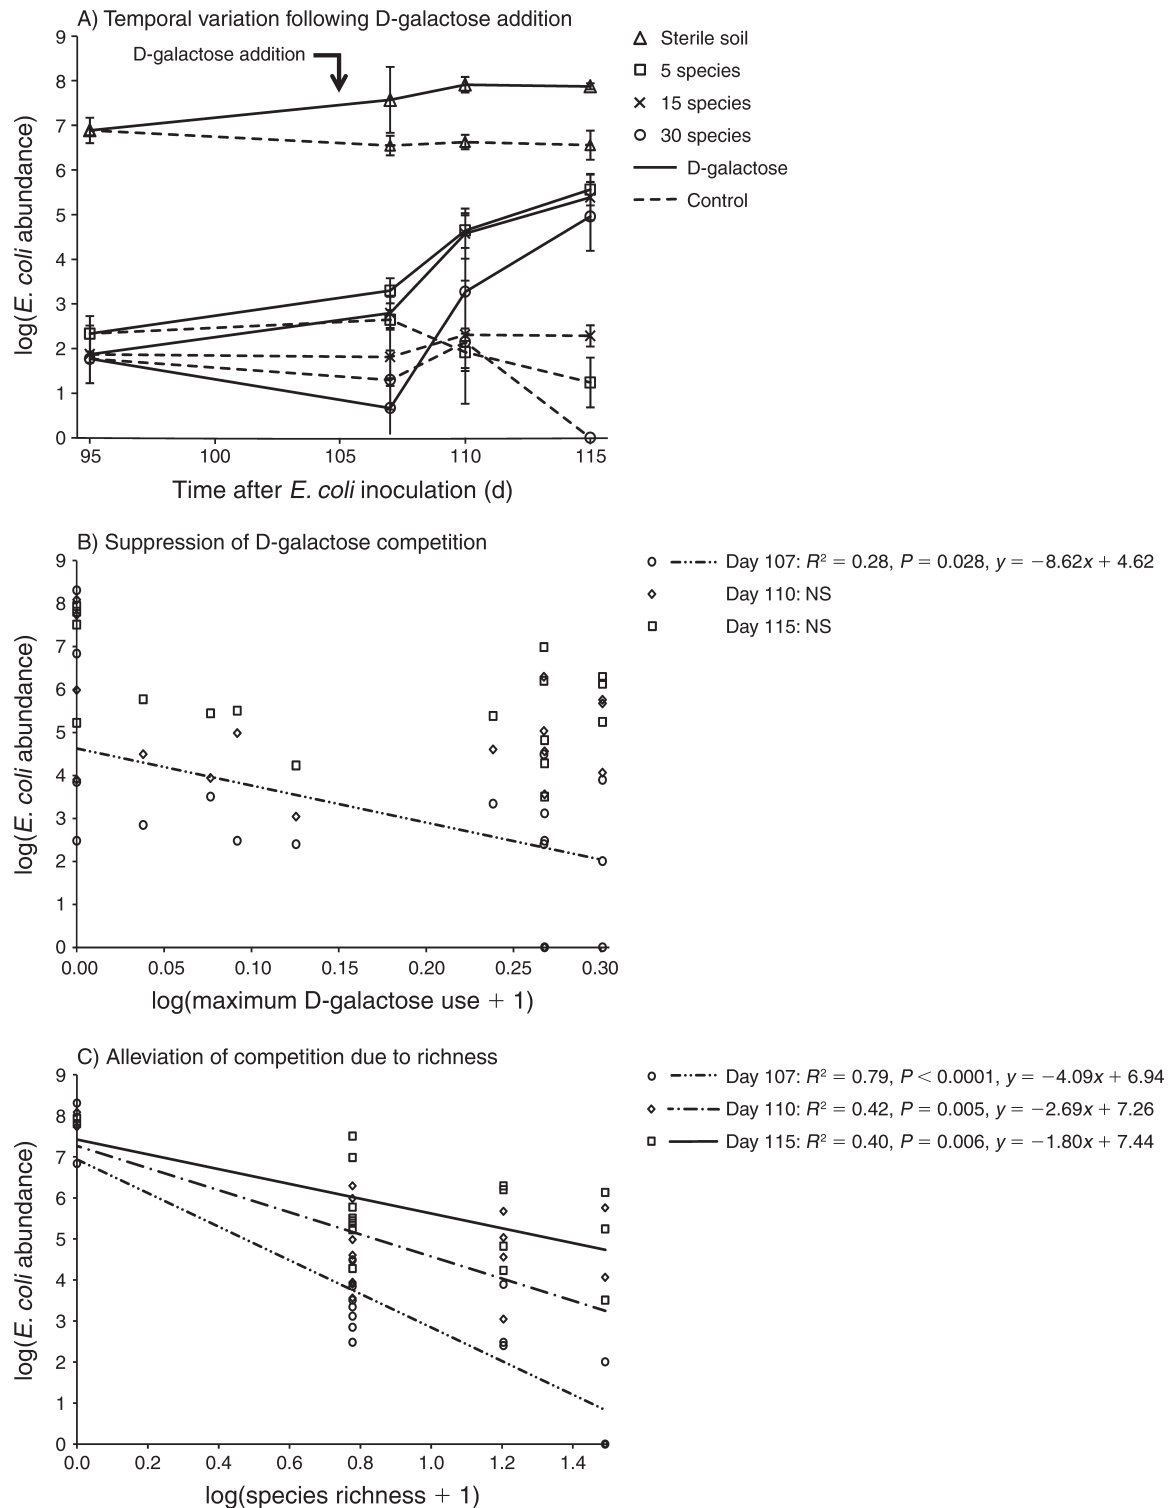 A) Temporal variation following D-galactose addition
9
8
7
6
5
4
3
2
1
0
log(E. coli abundance)
D-galactose addition
95
100
105
110
115
Time after E. coli inoculation (d)
Sterile soil
5 species
15 species
30 species
D-galactose
Control
B) Suppression of D-galactose competition
9
8
7
6
5
4
3
2
1
0
log(E. coli abundance)
0.00
0.05
0.10
0.15
0.20
0.25
0.30
log(maximum D-galactose use + 1)
Day 107: R² = 0.28, P = 0.028, y = −8.62x + 4.62
Day 110: NS
Day 115: NS
C) Alleviation of competition due to richness
9
8
7
6
5
4
3
2
1
0
log(E. coli abundance)
0.0
0.2
0.4
0.6
0.8
1.0
1.2
1.4
log(species richness + 1)
Day 107: R² = 0.79, P < 0.0001, y = −4.09x + 6.94
Day 110: R² = 0.42, P = 0.005, y = −2.69x + 7.26
Day 115: R² = 0.40, P = 0.006, y = −1.80x + 7.44